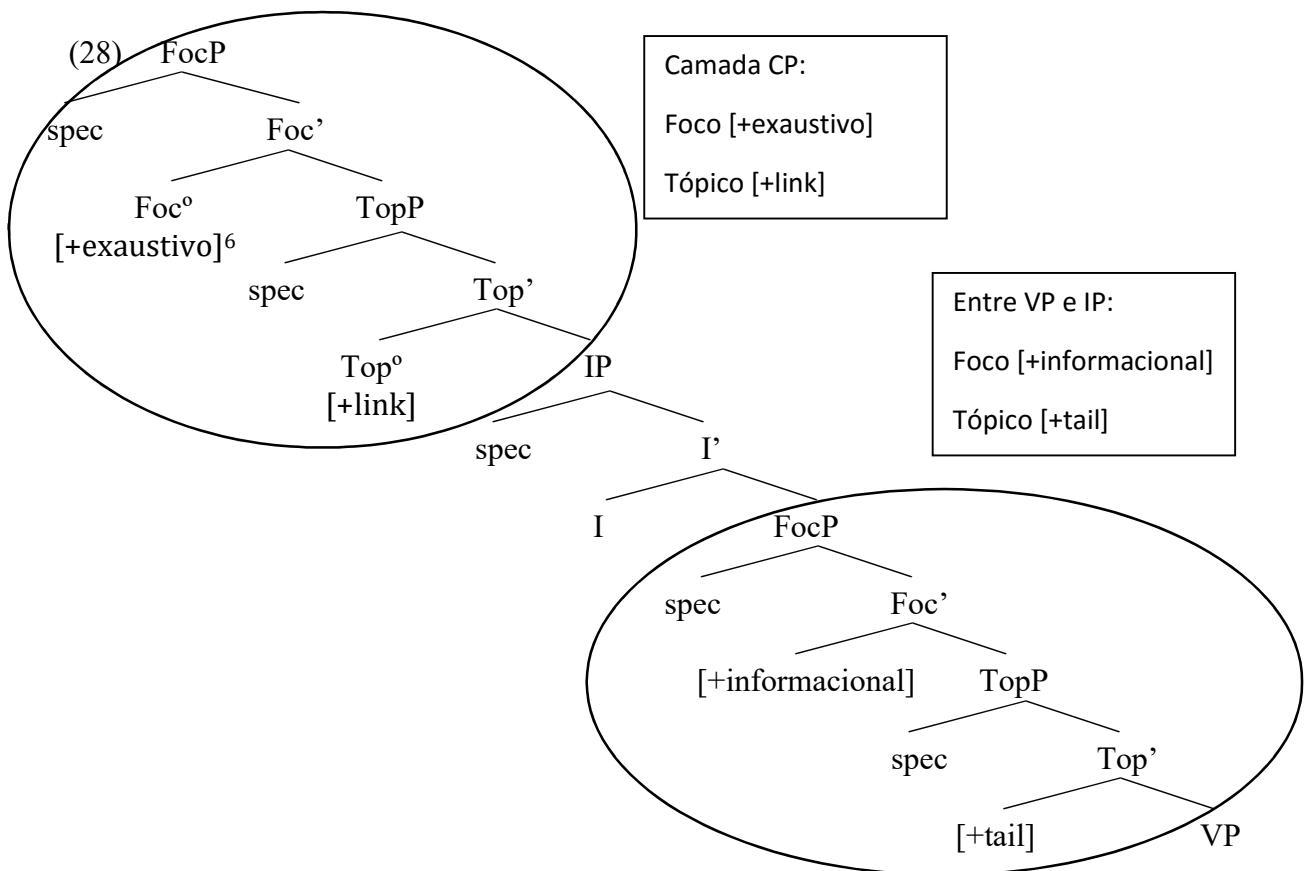 (28) FocP
Camada CP:
Foco [+exaustivo]
Tópico [+link]
spec Foc’
Focº TopP
[+exaustivo]⁶
spec Top’
Entre VP e IP:
Foco [+informacional]
Tópico [+tail]
Topº IP
[+link]
spec I’
I FocP
spec Foc’
[+informacional] TopP
spec Top’
[+tail] VP